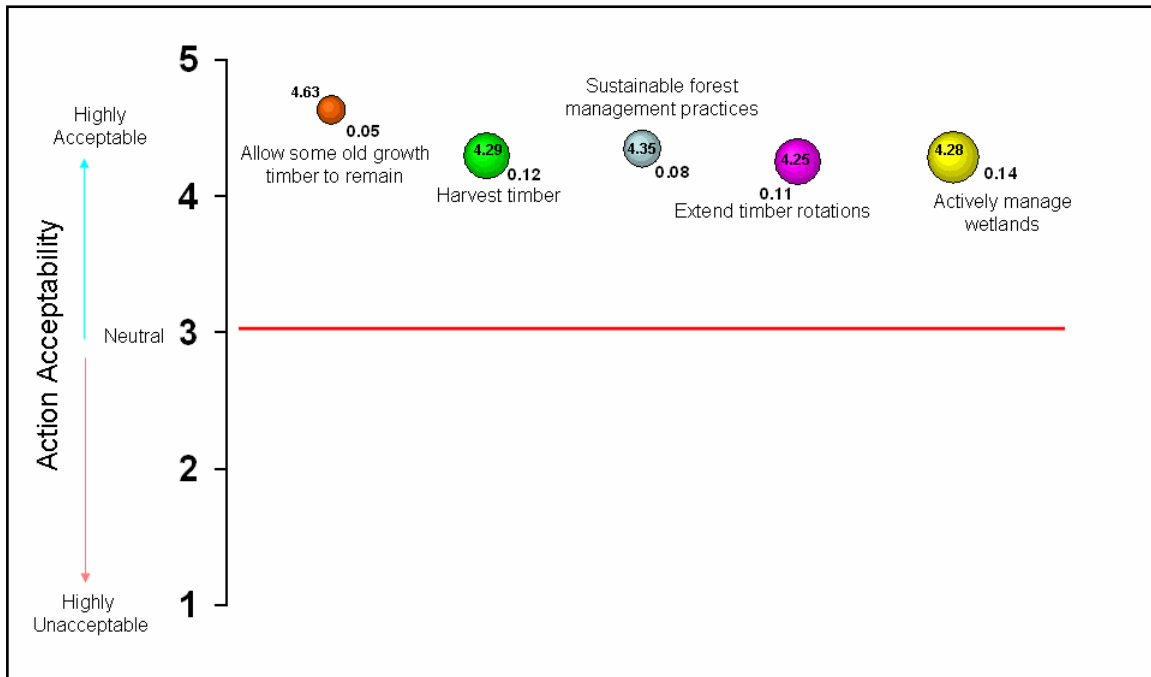 5
Sustainable forest
management practices
4.63
Highly
Acceptable
0.05
4.29
4.35
4.25
4.28
Allow some old growth
timber to remain
0.12
0.08
0.11
0.14
Harvest timber
Extend timber rotations
Actively manage
wetlands
4
Action Acceptability
Neutral
3
2
1
Highly
Unacceptable